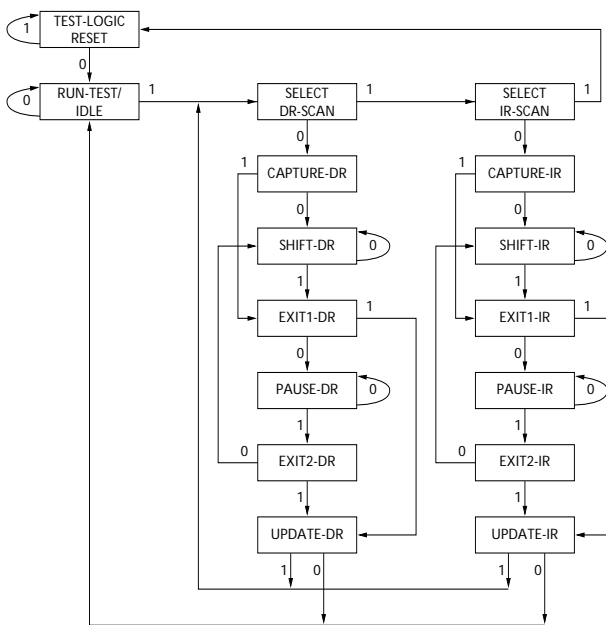 TEST-LOGIC
RESET
1
0
RUN-TEST/
IDLE
0
1
SELECT
DR-SCAN
1
SELECT
IR-SCAN
1
0
0
1
CAPTURE-DR
1
CAPTURE-IR
0
0
SHIFT-DR
0
SHIFT-IR
0
1
1
EXIT1-DR
1
EXIT1-IR
1
0
0
PAUSE-DR
0
PAUSE-IR
0
1
1
0
EXIT2-DR
0
EXIT2-IR
1
1
UPDATE-DR
UPDATE-IR
1
0
1
0